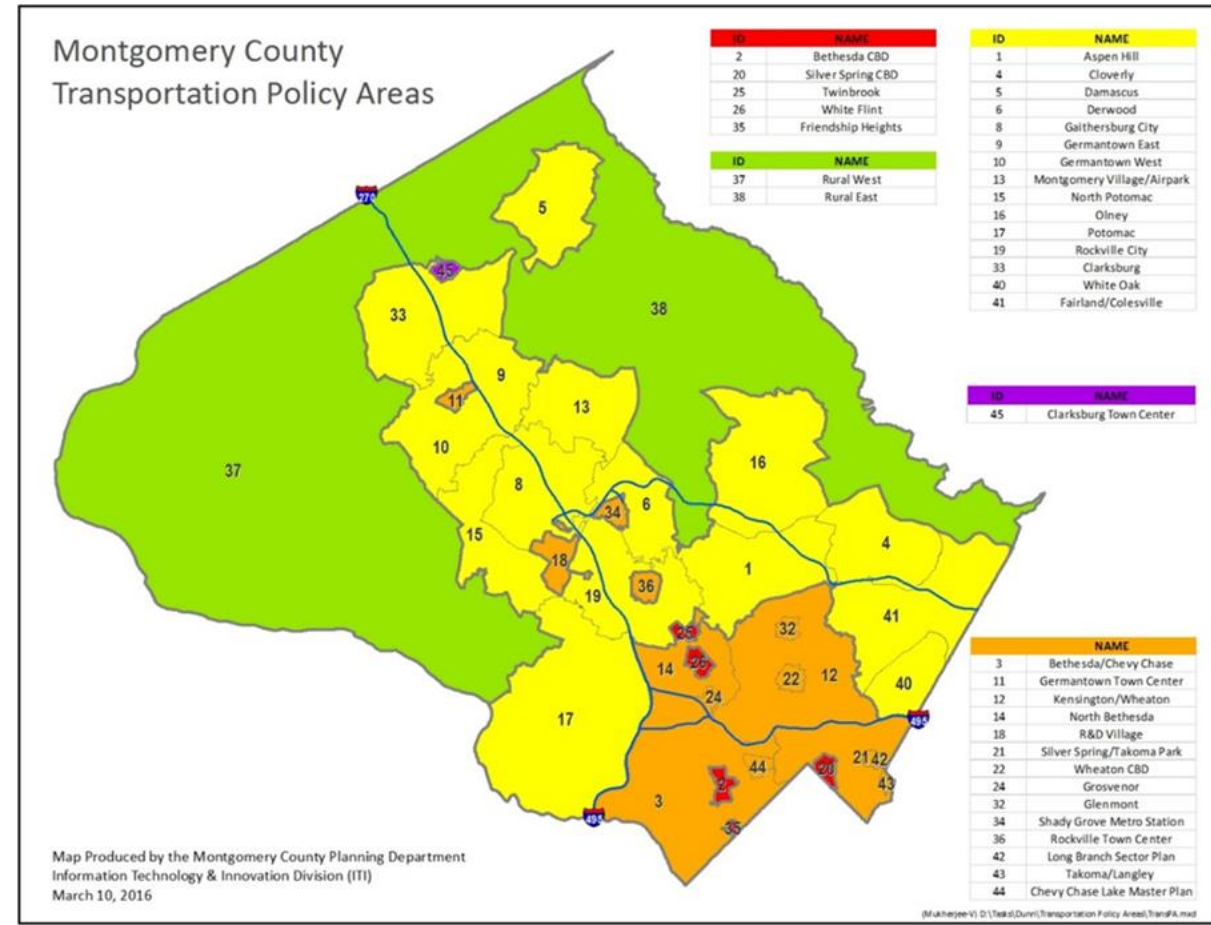 Montgomery County
Transportation Policy Areas
ID NAME
2 Bethesda CBD
20 Silver Spring CBD
25 Twinbrook
26 White Flint
35 Friendship Heights
ID NAME
37 Rural West
38 Rural East
ID NAME
1 Aspen Hill
4 Cloverly
5 Damascus
6 Derwood
8 Gaithersburg City
9 Germantown East
10 Germantown West
13 Montgomery Village/Airpark
15 North Potomac
16 Olney
17 Potomac
19 Rockville City
33 Clarksburg
40 White Oak
41 Fairland/Colesville
ID NAME
45 Clarksburg Town Center
NAME
3 Bethesda/Chevy Chase
11 Germantown Town Center
12 Kensington/Wheaton
14 North Bethesda
18 R&D Village
21 Silver Spring/Takoma Park
22 Wheaton CBD
24 Grosvenor
32 Glenmont
34 Shady Grove Metro Station
36 Rockville Town Center
42 Long Branch Sector Plan
43 Takoma/Langley
44 Chevy Chase Lake Master Plan
270
5
45
33
38
9
11
13
10
16
37
8
34
6
15
4
18
1
36
19
41
25
32
14
26
22
12
40
24
17
495
21
42
44
20
2
43
3
495
35
Map Produced by the Montgomery County Planning Department
Information Technology & Innovation Division (ITI)
March 10, 2016
(Mukherjee-V) D:\Tasks\Dunn\Transportation Policy Areas\TransPA.mxd